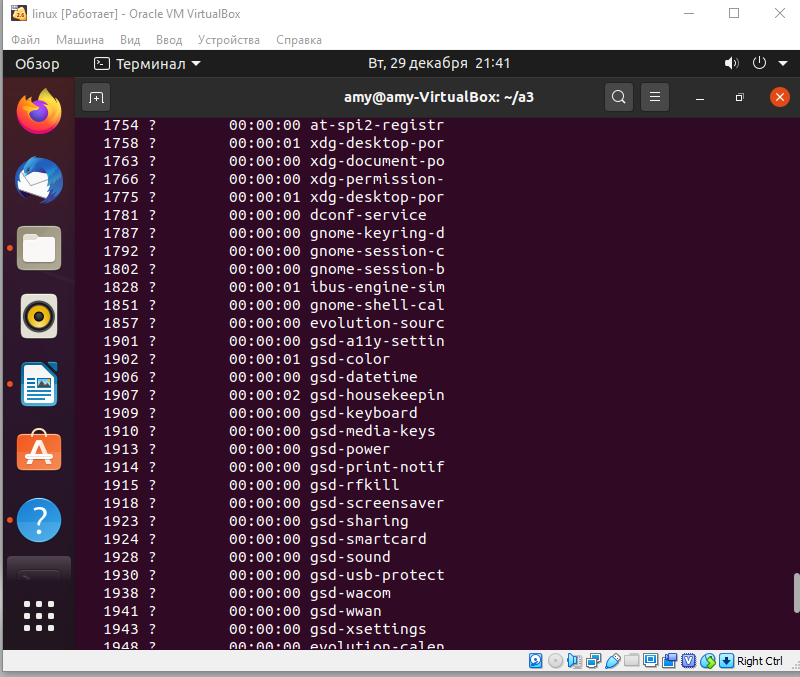 linux [Работает] - Oracle VM VirtualBox
Файл Машина Вид Ввод Устройства Справка
Обзор Терминал Вт, 29 декабря 21:41
amy@amy-VirtualBox: ~/a3
1754 ? 00:00:00 at-spi2-registr
1758 ? 00:00:01 xdg-desktop-por
1763 ? 00:00:00 xdg-document-po
1766 ? 00:00:00 xdg-permission-
1775 ? 00:00:01 xdg-desktop-por
1781 ? 00:00:00 dconf-service
1787 ? 00:00:00 gnome-keyring-d
1792 ? 00:00:00 gnome-session-c
1802 ? 00:00:00 gnome-session-b
1828 ? 00:00:01 ibus-engine-sim
1851 ? 00:00:00 gnome-shell-cal
1857 ? 00:00:00 evolution-sourc
1901 ? 00:00:00 gsd-a11y-settin
1902 ? 00:00:01 gsd-color
1906 ? 00:00:00 gsd-datetime
1907 ? 00:00:02 gsd-housekeepin
1909 ? 00:00:00 gsd-keyboard
1910 ? 00:00:00 gsd-media-keys
1913 ? 00:00:00 gsd-power
1914 ? 00:00:00 gsd-print-notif
1915 ? 00:00:00 gsd-rfkill
1918 ? 00:00:00 gsd-screensaver
1923 ? 00:00:00 gsd-sharing
1924 ? 00:00:00 gsd-smartcard
1928 ? 00:00:00 gsd-sound
1930 ? 00:00:00 gsd-usb-protect
1938 ? 00:00:00 gsd-wacom
1941 ? 00:00:00 gsd-wwan
1943 ? 00:00:00 gsd-xsettings
1948 ? 00:00:00 evolution-calen
Right Ctrl